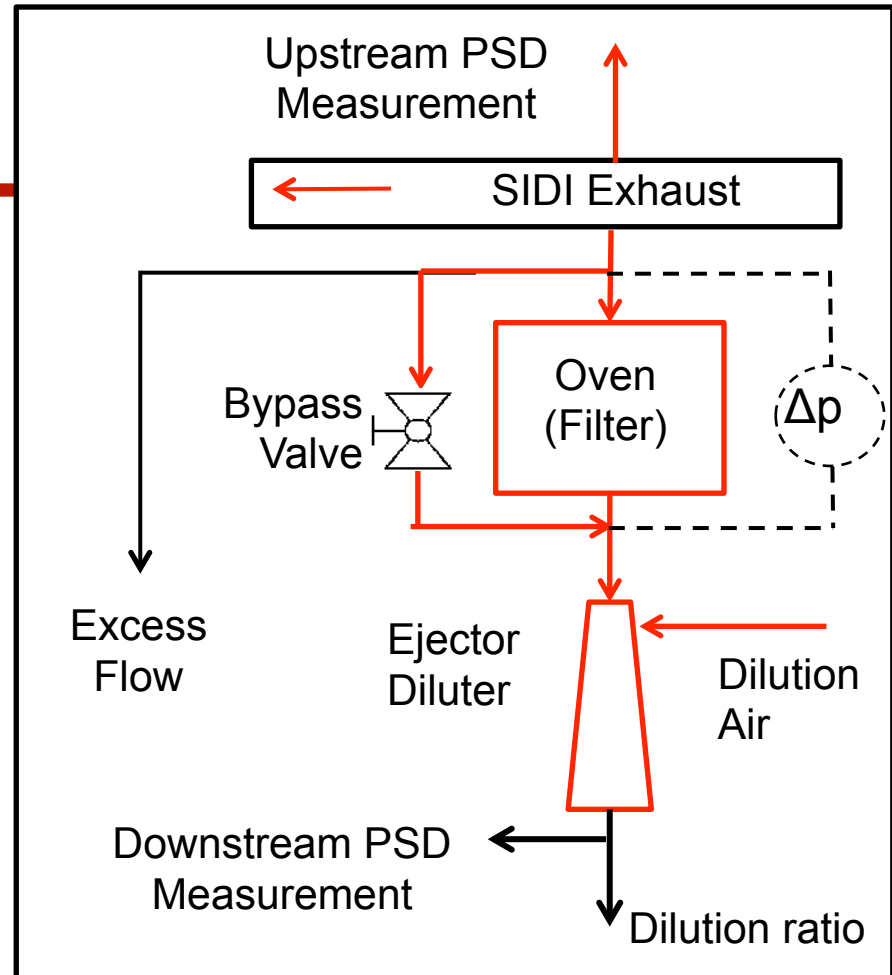 Upstream PSD
Measurement
SIDI Exhaust
Bypass
Valve
Oven
(Filter)
Δp
Excess
Flow
Ejector
Diluter
Dilution
Air
Downstream PSD
Measurement
Dilution ratio